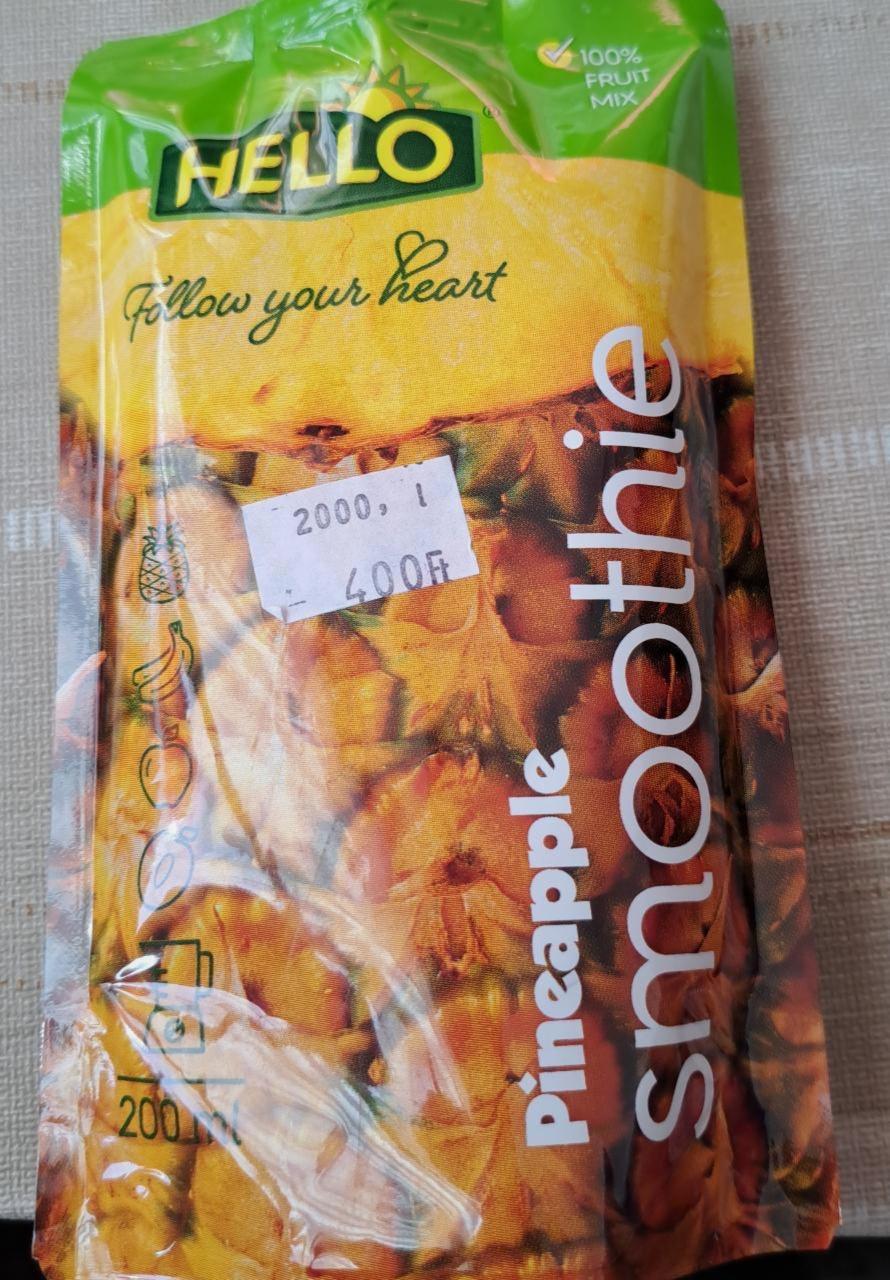 100%
FRUIT
MIX
HELLO
®
Follow your heart
2000, 1
400Ft
Pineapple
smoothie
200 ml